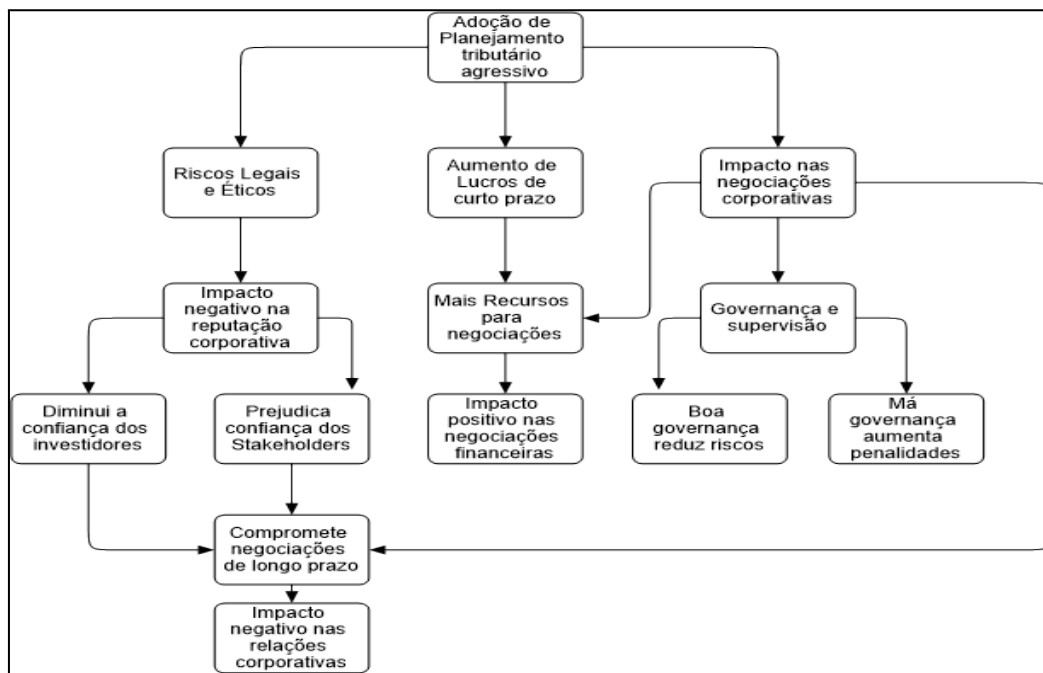 Adoção de
Planejamento
tributário
agressivo
Riscos Legais
e Éticos
Aumento de
Lucros de
curto prazo
Impacto nas
negociações
corporativas
Impacto
negativo na
reputação
corporativa
Mais Recursos
para
negociações
Governança e
supervisão
Diminui a
confiança dos
investidores
Prejudica
confiança dos
Stakeholders
Impacto
positivo nas
negociações
financeiras
Boa
governança
reduz riscos
Má
governança
aumenta
penalidades
Compromete
negociações
de longo prazo
Impacto
negativo nas
relações
corporativas